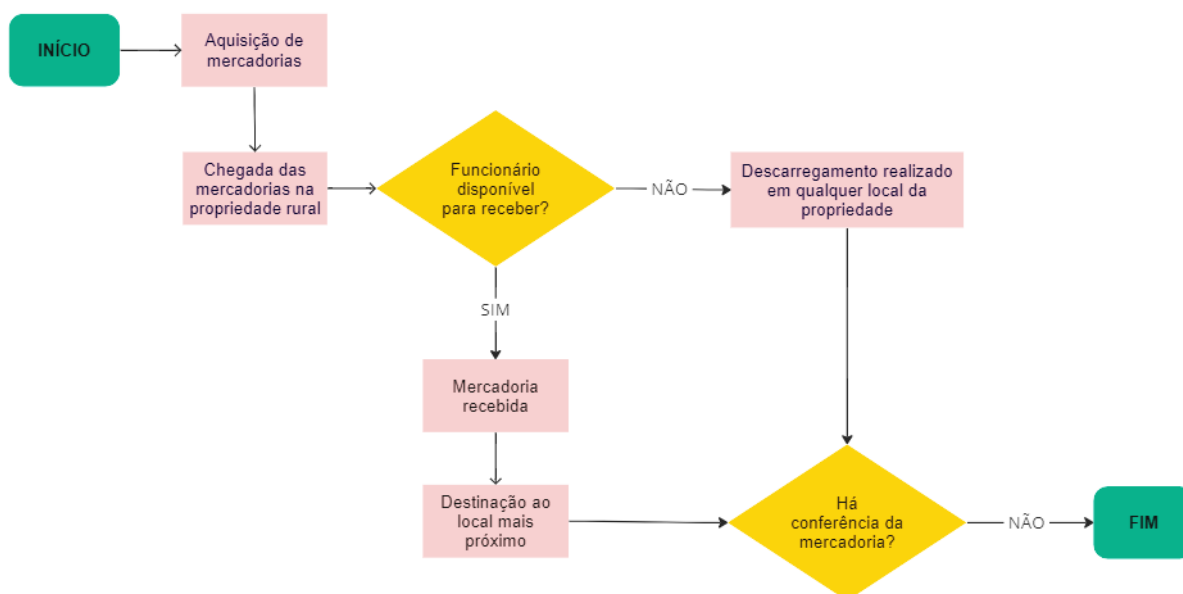 INÍCIO
Aquisição de
mercadorias
Chegada das
mercadorias na
propriedade rural
Funcionário
disponível
para receber?
NÃO
Descarregamento realizado
em qualquer local da
propriedade
SIM
Mercadoria
recebida
Destinação ao
local mais
próximo
Há
conferência da
mercadoria?
NÃO
FIM